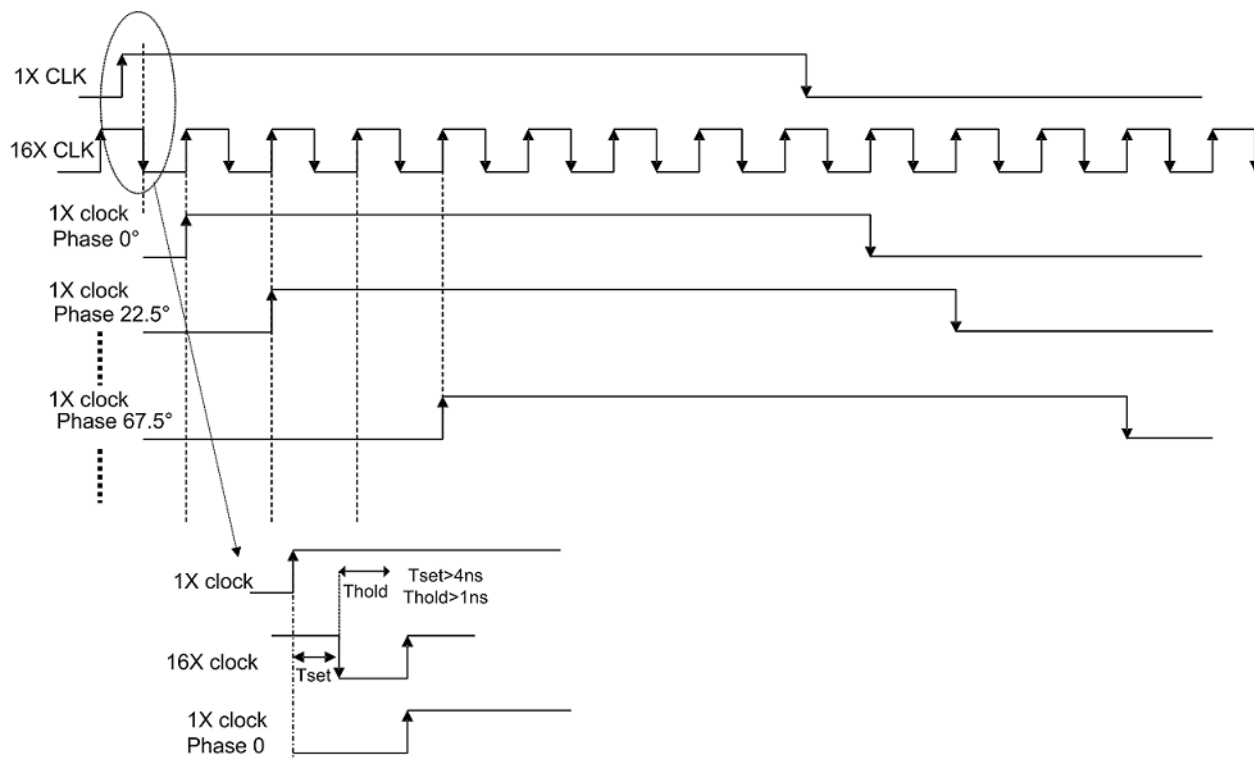 1X CLK
16X CLK
1X clock
Phase 0°
1X clock
Phase 22.5°
1X clock
Phase 67.5°
1X clock
Thold
Tset>4ns
Thold>1ns
16X clock
Tset
1X clock
Phase 0